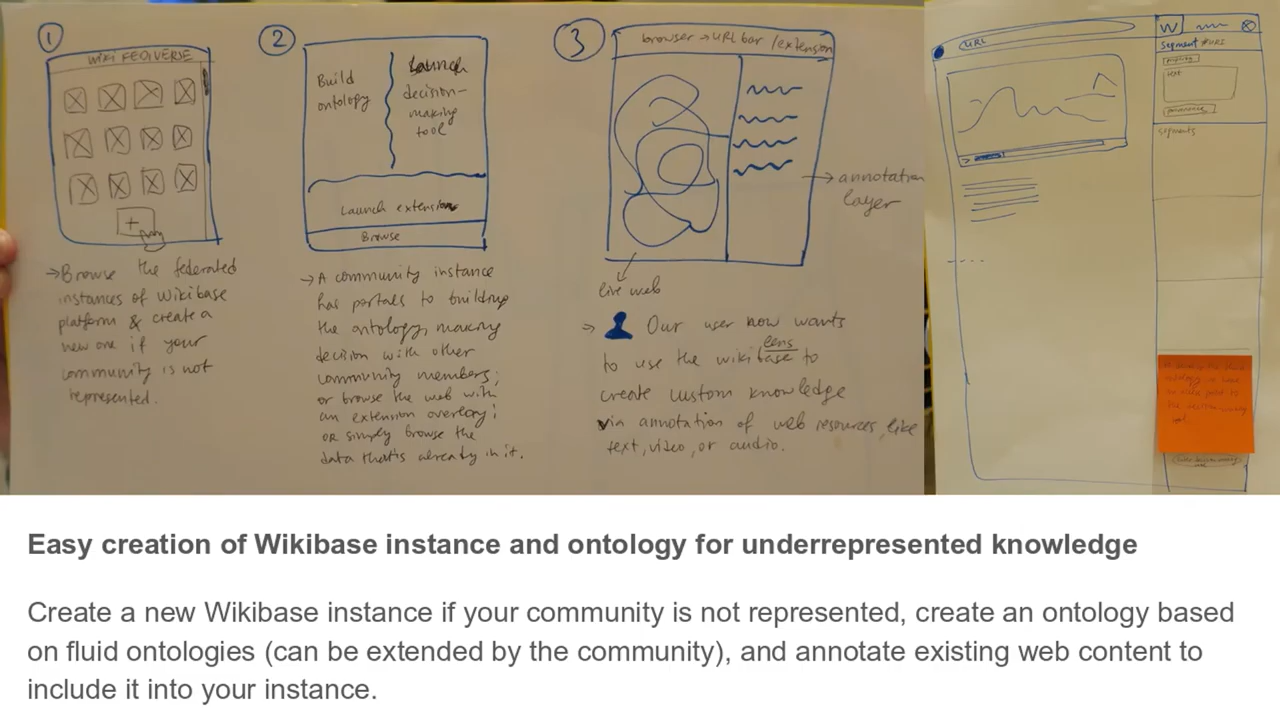 1
WIKI FEDIVERSE
+
→ Browse the federated
instances of Wikibase
platform & create a
new one if your
community is not
represented.
2
Build
ontology
Launch
decision-
making
tool
Launch extension
Browse
→ A community instance
has portals to building
the ontology, making
decision with other
community members;
or browse the web with
an extension overlay;
or simply browse the
data that's already in it.
3
browser → URL bar /extension
→ annotation
layer
live web
→ Our user now wants
lens
to use the wikibase to
create custom knowledge
via annotation of web resources, like
text, video, or audio.
URL
W
segment #URI
text
segments
Easy creation of Wikibase instance and ontology for underrepresented knowledge
Create a new Wikibase instance if your community is not represented, create an ontology based
on fluid ontologies (can be extended by the community), and annotate existing web content to
include it into your instance.